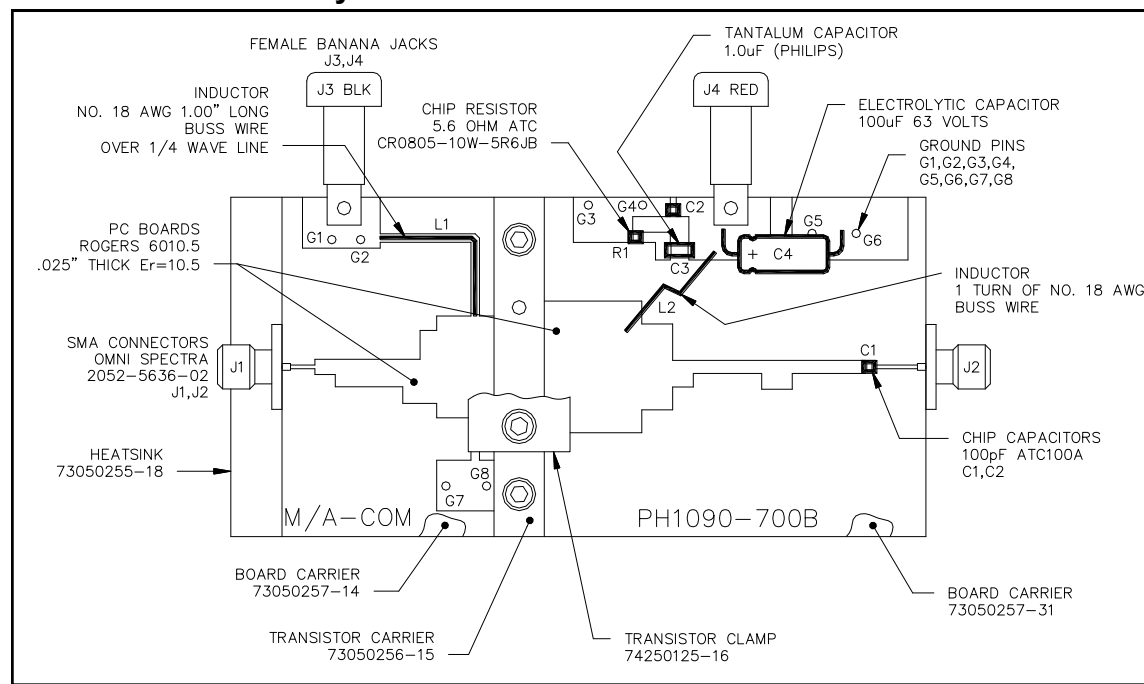 FEMALE BANANA JACKS
J3,J4
TANTALUM CAPACITOR
1.0uF (PHILIPS)
INDUCTOR
NO. 18 AWG 1.00" LONG
BUSS WIRE
OVER 1/4 WAVE LINE
J3 BLK
CHIP RESISTOR
5.6 OHM ATC
CR0805-10W-5R6JB
J4 RED
ELECTROLYTIC CAPACITOR
100uF 63 VOLTS
GROUND PINS
G1,G2,G3,G4,
G5,G6,G7,G8
PC BOARDS
ROGERS 6010.5
.025" THICK Er=10.5
G1
G2
L1
G3
G4
C2
R1
C3
G5
G6
+ C4
L2
INDUCTOR
1 TURN OF NO. 18 AWG
BUSS WIRE
SMA CONNECTORS
OMNI SPECTRA
2052-5636-02
J1,J2
J1
C1
J2
HEATSINK
73050255-18
CHIP CAPACITORS
100pF ATC100A
C1,C2
G8
G7
M/A-COM
PH1090-700B
BOARD CARRIER
73050257-14
BOARD CARRIER
73050257-31
TRANSISTOR CARRIER
73050256-15
TRANSISTOR CLAMP
74250125-16